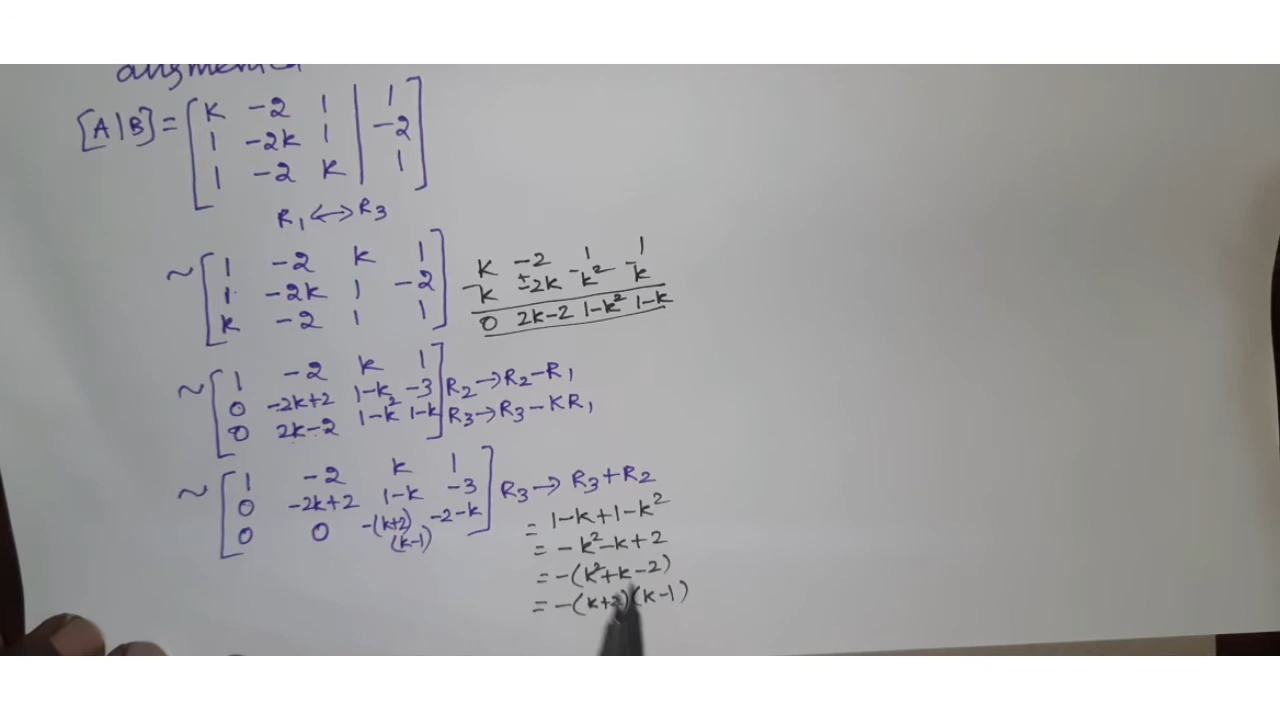 augmented
[A|B] = [ K -2 1 | 1
1 -2K 1 | -2
1 -2 k | 1 ]
R₁ ↔ R₃
~ [ 1 -2 k 1
1 -2k 1 -2
k -2 1 1 ]
K -2 1 1
-k ±2k -k² -k
0 2k-2 1-k² 1-k
~ [ 1 -2 k 1
0 -2k+2 1-k -3 R₂→R₂-R₁
0 2k-2 1-k² 1-k ] R₃→R₃-KR₁
~ [ 1 -2 k 1
0 -2k+2 1-k -3
0 0 -(k+2)(k-1) -2-k ] R₃→ R₃+R₂
= 1-k+1-k²
= -k²-k+2
= -(k²+k-2)
= -(k+2)(k-1)